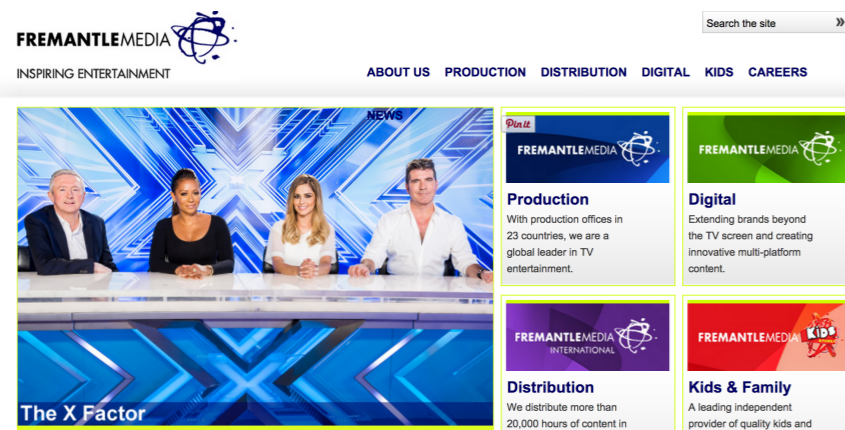 FREMANTLEMEDIA
INSPIRING ENTERTAINMENT
Search the site »
ABOUT US PRODUCTION DISTRIBUTION DIGITAL KIDS CAREERS
NEWS
The X Factor
Pin it
FREMANTLEMEDIA
Production
With production offices in
23 countries, we are a
global leader in TV
entertainment.
FREMANTLEMEDIA
Digital
Extending brands beyond
the TV screen and creating
innovative multi-platform
content.
FREMANTLEMEDIA
INTERNATIONAL
Distribution
We distribute more than
20,000 hours of content in
FREMANTLEMEDIA
KIDS
Kids & Family
A leading independent
provider of quality kids and